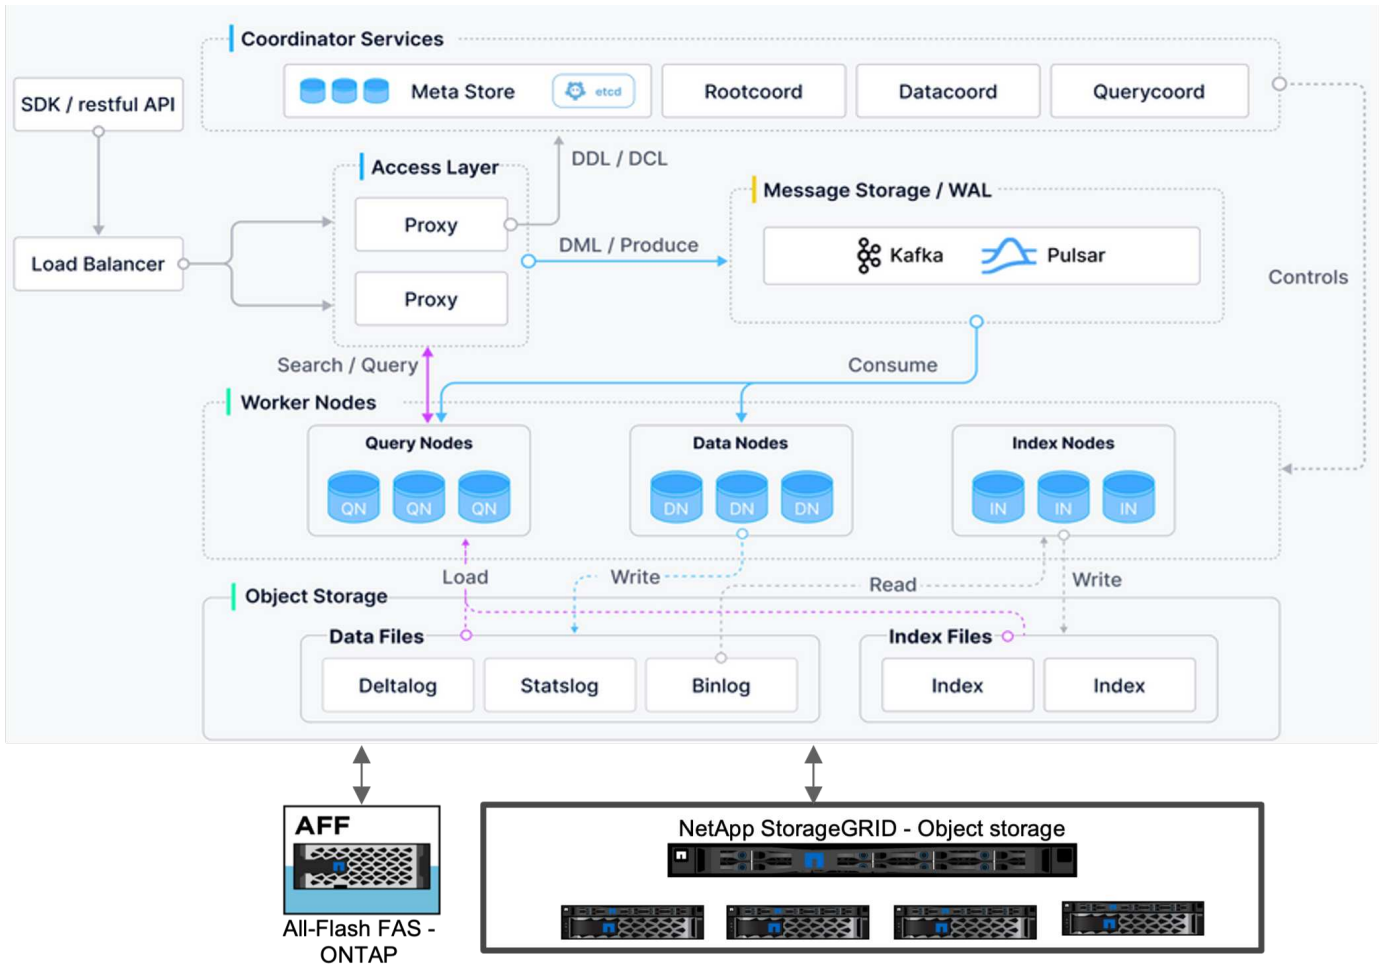 Coordinator Services
SDK / restful API
Meta Store
etcd
Rootcoord
Datacoord
Querycoord
DDL / DCL
Access Layer
Message Storage / WAL
Proxy
DML / Produce
Kafka
Pulsar
Load Balancer
Controls
Proxy
Search / Query
Consume
Worker Nodes
Query Nodes
Data Nodes
Index Nodes
QN QN QN
DN DN DN
IN IN IN
Load
Write
Read
Write
Object Storage
Data Files
Index Files
Deltalog
Statslog
Binlog
Index
Index
AFF
All-Flash FAS -
ONTAP
NetApp StorageGRID - Object storage